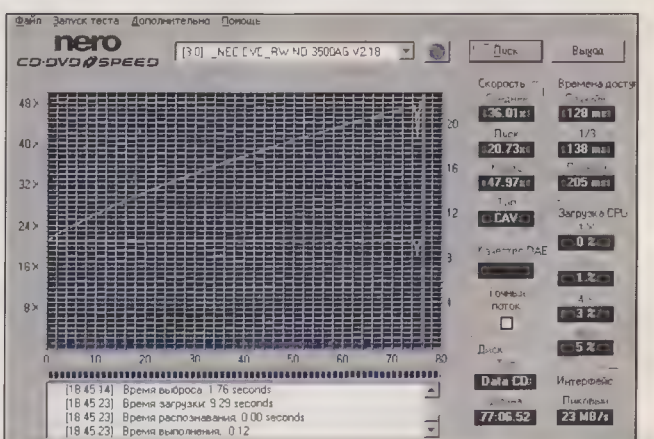 Файл Запуск теста Дополнительно Помощь
nero
CD·DVD SPEED
[3:0] _NEC DVD_RW ND 3500AG V2.18
Пуск
Выход
Скорость
Времена доступа
36.01x
128 ms
Пуск
1/3
20.73x
138 ms
47.97x
205 ms
Тип
CAV
Загрузка CPU
0 %
Качество DAE
1 %
Точный
поток
3 %
Диск
5 %
Data CD
Интерфейс
Пиковый
77:06.52
23 MB/s
48x
40x
32x
24x
16x
8x
20
16
12
8
4
0 10 20 30 40 50 60 70 80
[18:45:14] Время выброса: 1.76 seconds
[18:45:23] Время загрузки: 9.29 seconds
[18:45:23] Время распознавания: 0.00 seconds
[18:45:23] Время выполнения: 0:12